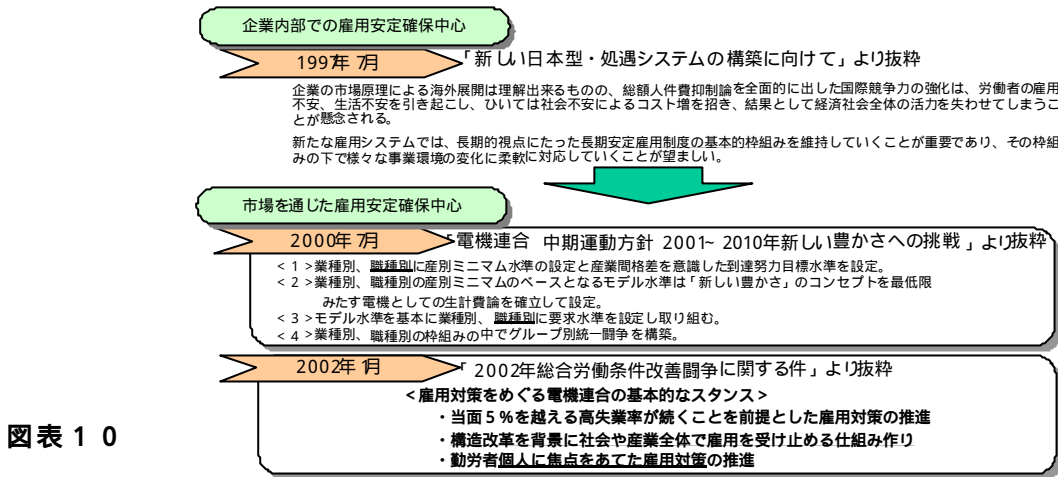 企業内部での雇用安定確保中心
1997年 7月
「新しい日本型・処遇システムの構築に向けて」より抜粋
企業の市場原理による海外展開は理解出来るものの、総額人件費抑制論を全面的に出した国際競争力の強化は、労働者の雇用
不安、生活不安を引き起こし、ひいては社会不安によるコスト増を招き、結果として経済社会全体の活力を失わせてしまうこ
とが懸念される。
新たな雇用システムでは、長期的視点にたった長期安定雇用制度の基本的枠組みを維持していくことが重要であり、その枠組
みの下で様々な事業環境の変化に柔軟に対応していくことが望ましい。
市場を通じた雇用安定確保中心
2000年 7月
「電機連合 中期運動方針 2001~ 2010年新しい豊かさへの挑戦」より抜粋
<1>業種別、職種別に産別ミニマム水準の設定と産業間格差を意識した到達努力目標水準を設定。
<2>業種別、職種別の産別ミニマムのベースとなるモデル水準は「新しい豊かさ」のコンセプトを最低限
みたす電機としての生計費論を確立して設定。
<3>モデル水準を基本に業種別、職種別に要求水準を設定し取り組む。
<4>業種別、職種別の枠組みの中でグループ別統一闘争を構築。
2002年 1月
「2002年総合労働条件改善闘争に関する件」より抜粋
<雇用対策をめぐる電機連合の基本的なスタンス>
・当面5%を越える高失業率が続くことを前提とした雇用対策の推進
・構造改革を背景に社会や産業全体で雇用を受け止める仕組み作り
・勤労者個人に焦点をあてた雇用対策の推進
図表10